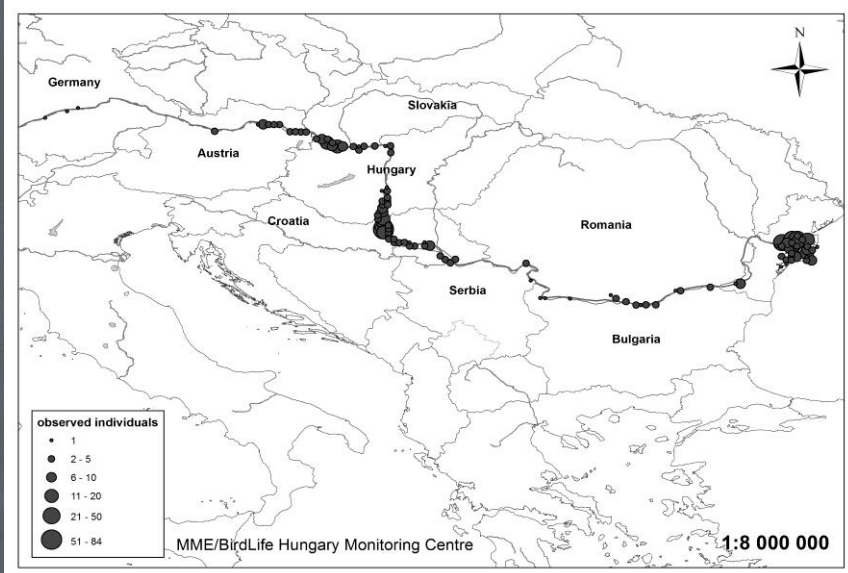 N
Germany
Slovakia
Austria
Hungary
Croatia
Romania
Serbia
Bulgaria
observed individuals
1
2 - 5
6 - 10
11 - 20
21 - 50
51 - 84
MME/BirdLife Hungary Monitoring Centre
1:8 000 000